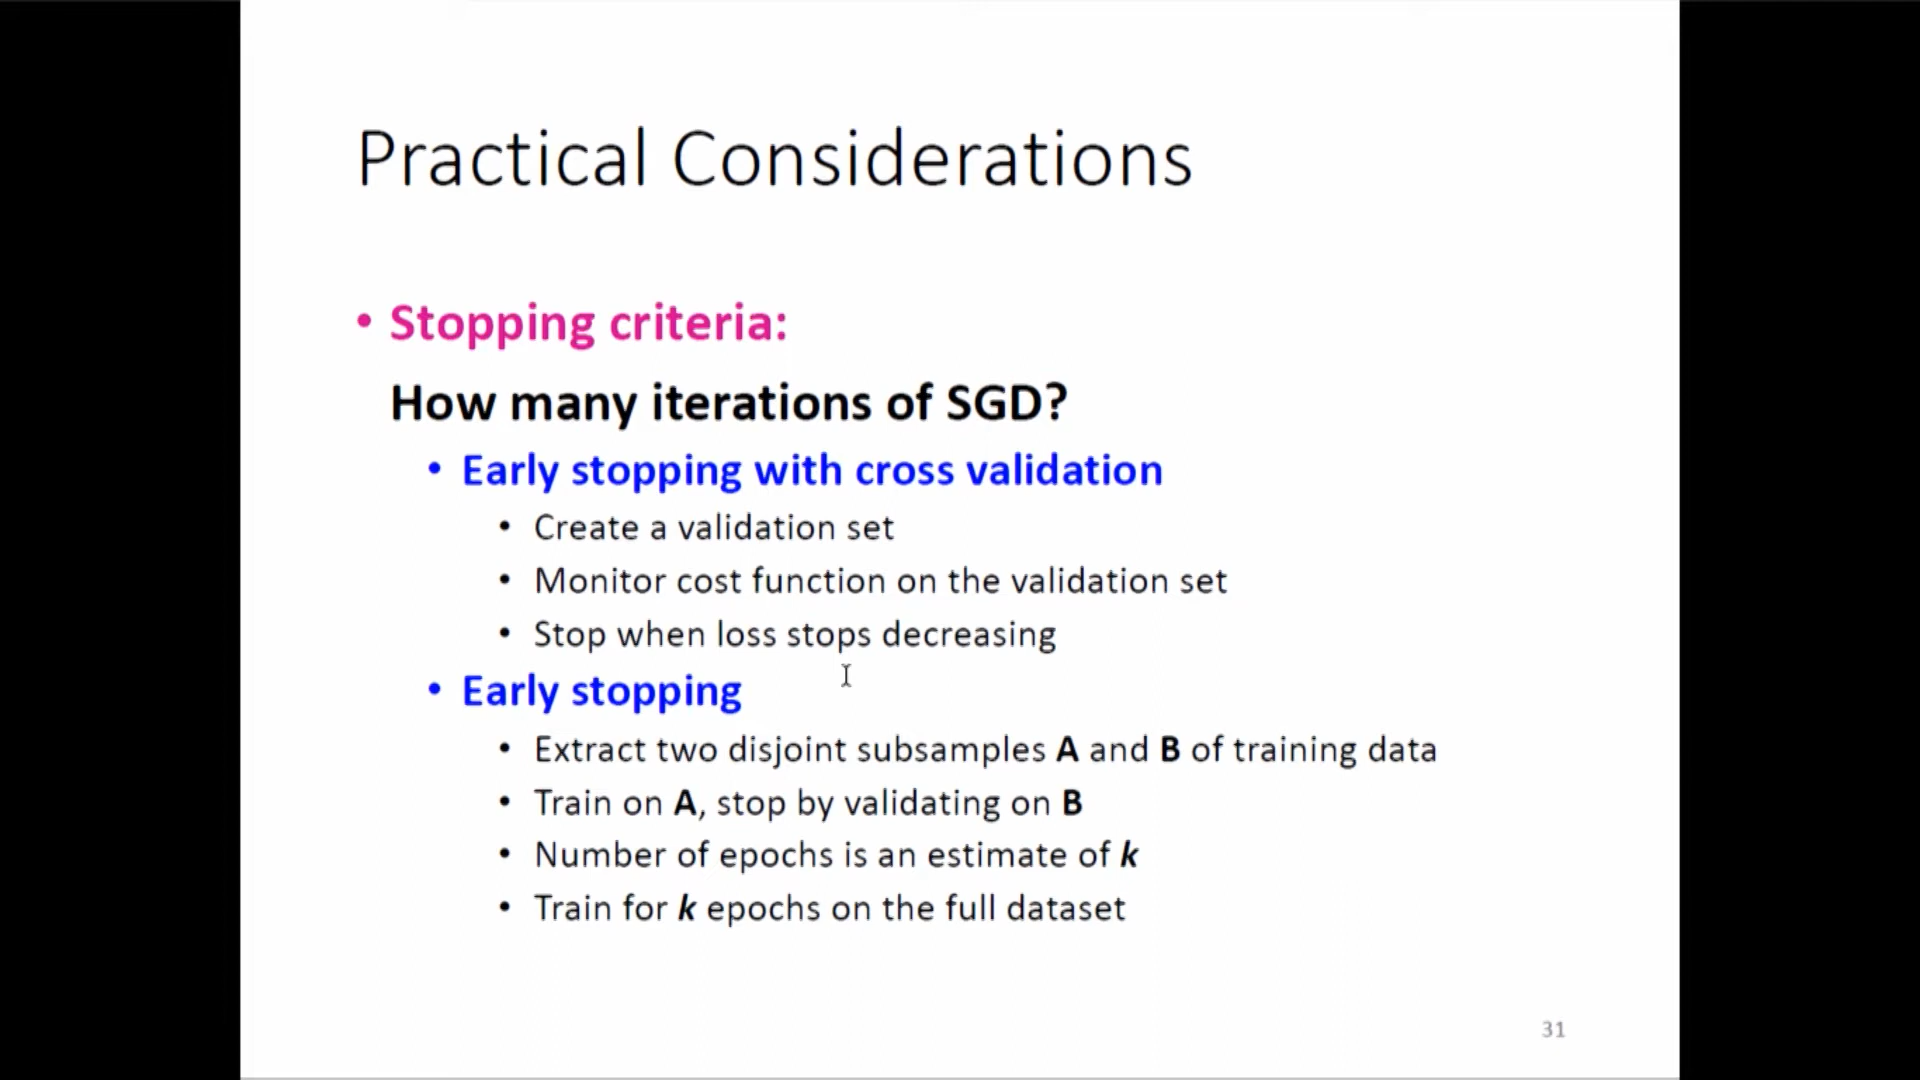 Practical Considerations
• Stopping criteria:
How many iterations of SGD?
• Early stopping with cross validation
• Create a validation set
• Monitor cost function on the validation set
• Stop when loss stops decreasing
• Early stopping
• Extract two disjoint subsamples A and B of training data
• Train on A, stop by validating on B
• Number of epochs is an estimate of k
• Train for k epochs on the full dataset
31